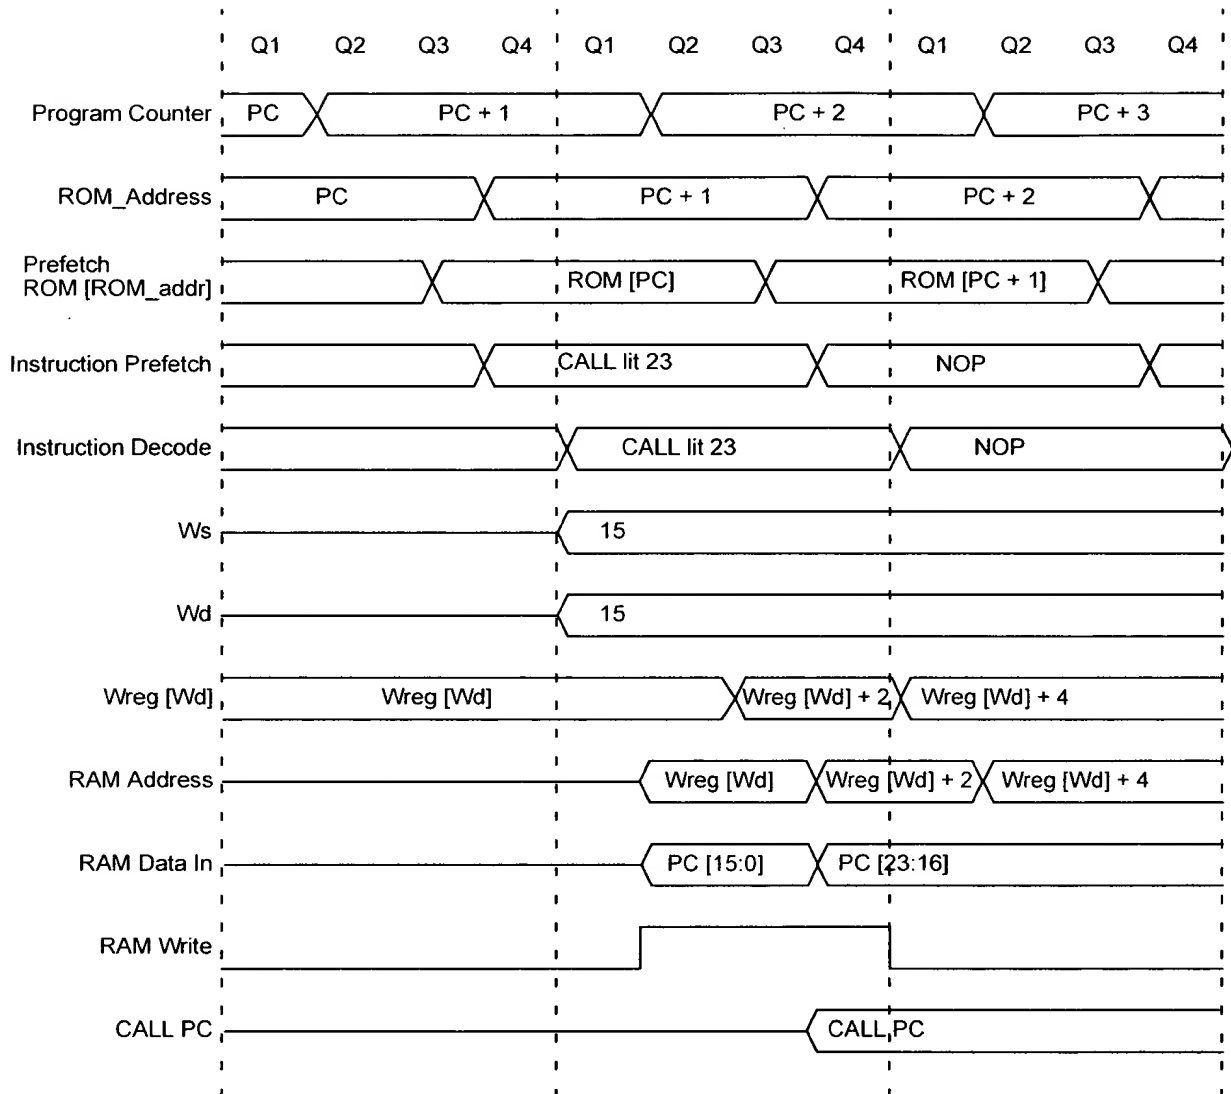 Q1 Q2 Q3 Q4 Q1 Q2 Q3 Q4 Q1 Q2 Q3 Q4
Program Counter PC PC + 1 PC + 2 PC + 3
ROM_Address PC PC + 1 PC + 2
Prefetch
ROM [ROM_addr] ROM [PC] ROM [PC + 1]
Instruction Prefetch CALL lit 23 NOP
Instruction Decode CALL lit 23 NOP
Ws 15
Wd 15
Wreg [Wd] Wreg [Wd] Wreg [Wd] + 2 Wreg [Wd] + 4
RAM Address Wreg [Wd] Wreg [Wd] + 2 Wreg [Wd] + 4
RAM Data In PC [15:0] PC [23:16]
RAM Write
CALL PC CALL PC